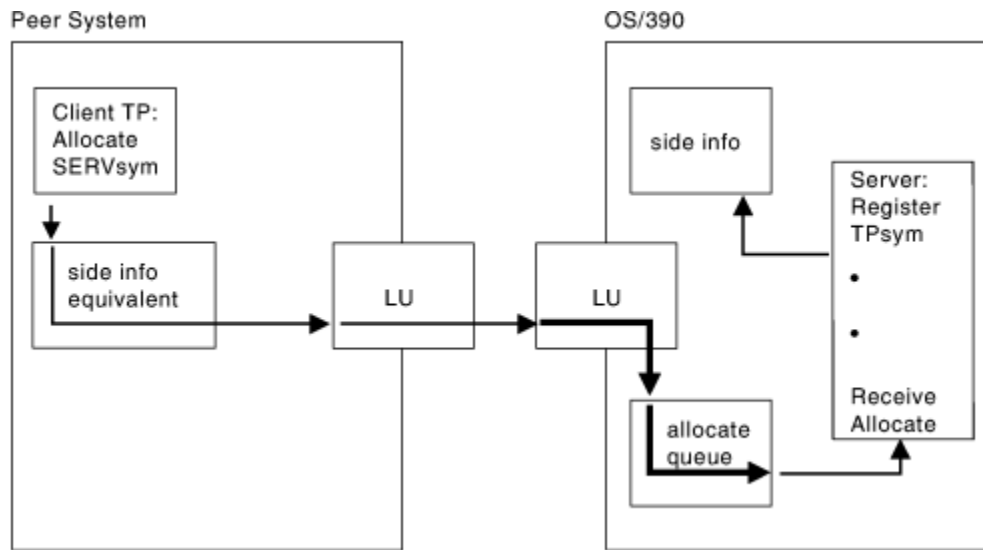 Peer System
OS/390
Client TP:
Allocate
SERVsym
side info
equivalent
LU
LU
side info
Server:
Register
TPsym
•
•
Receive
Allocate
allocate
queue